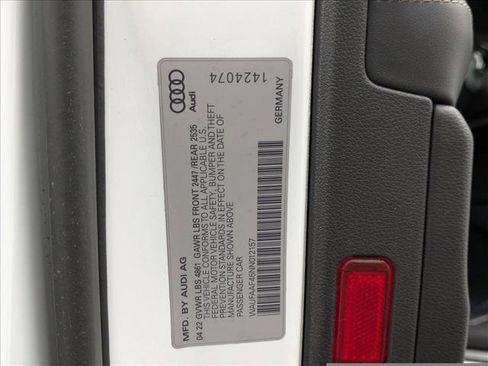 1424074
Audi
GERMANY
MFD. BY AUDI AG
04 22 GVWR LBS 4861 GAWR LBS FRONT 2447 /REAR 2535
THIS VEHICLE CONFORMS TO ALL APPLICABLE U.S.
FEDERAL MOTOR VEHICLE SAFETY, BUMPER AND THEFT
PREVENTION STANDARDS IN EFFECT ON THE DATE OF
MANUFACTURE SHOWN ABOVE
PASSENGER CAR
WAUFAAF45NN012157